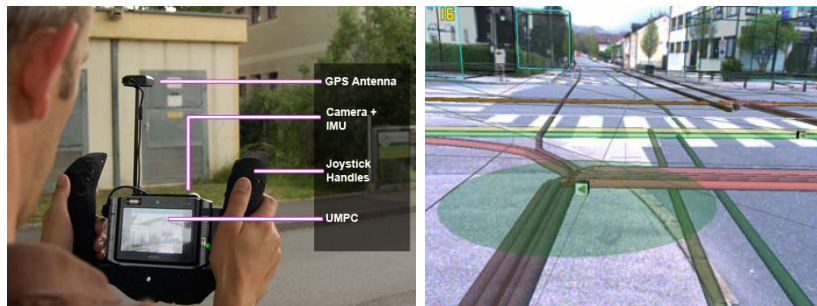 GPS Antenna
Camera +
IMU
Joystick
Handles
UMPC
16